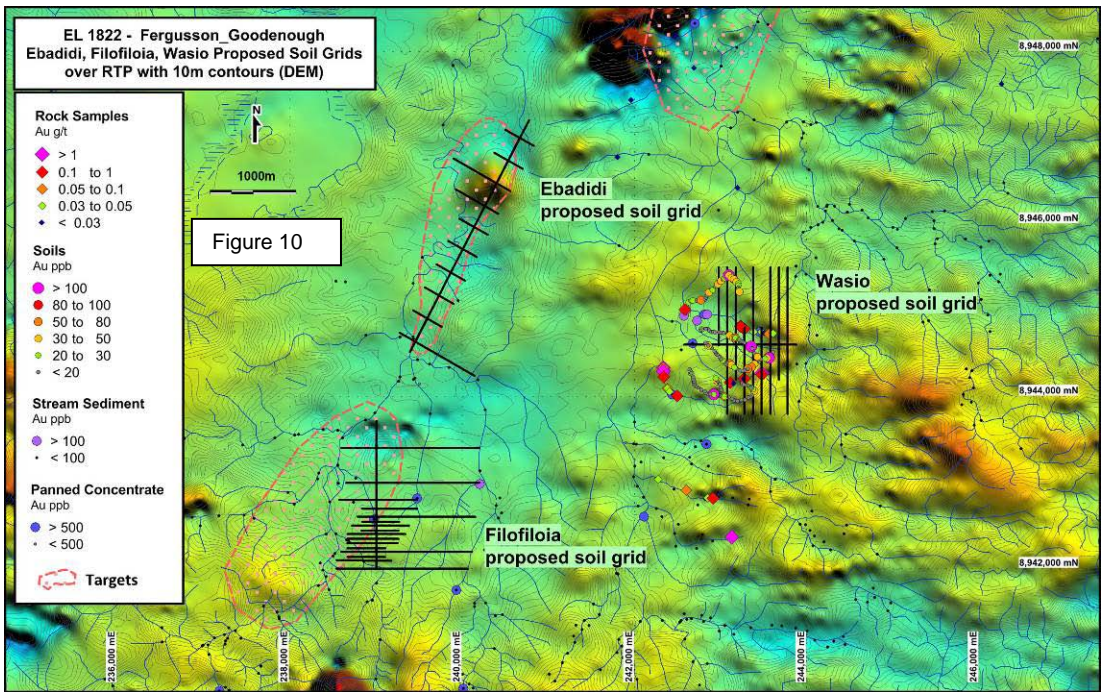 EL 1822 - Fergusson_Goodenough
Ebadidi, Filofiloia, Wasio Proposed Soil Grids
over RTP with 10m contours (DEM)
Rock Samples
Au g/t
> 1
0.1 to 1
0.05 to 0.1
0.03 to 0.05
< 0.03
Soils
Au ppb
> 100
80 to 100
50 to 80
30 to 50
20 to 30
< 20
Stream Sediment
Au ppb
> 100
< 100
Panned Concentrate
Au ppb
> 500
< 500
Targets
N
1000m
Figure 10
Ebadidi
proposed soil grid
Wasio
proposed soil grid
Filofiloia
proposed soil grid
8,948,000 mN
8,946,000 mN
8,944,000 mN
8,942,000 mN
236,000 mE
238,000 mE
240,000 mE
242,000 mE
244,000 mE
246,000 mE